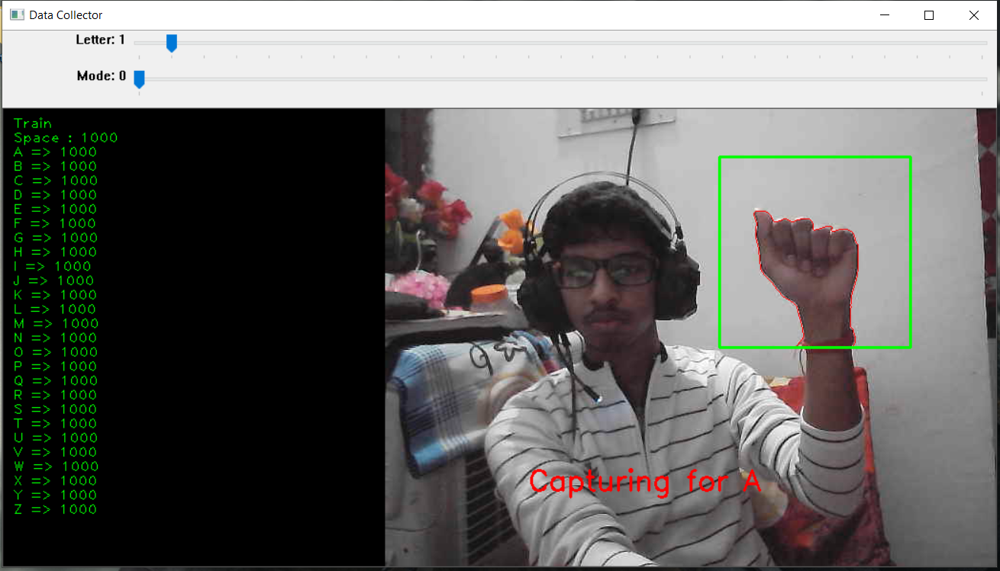 Data Collector
Letter: 1
Mode: 0
Train
Space : 1000
A => 1000
B => 1000
C => 1000
D => 1000
E => 1000
F => 1000
G => 1000
H => 1000
I => 1000
J => 1000
K => 1000
L => 1000
M => 1000
N => 1000
O => 1000
P => 1000
Q => 1000
R => 1000
S => 1000
T => 1000
U => 1000
V => 1000
W => 1000
X => 1000
Y => 1000
Z => 1000
Capturing for A